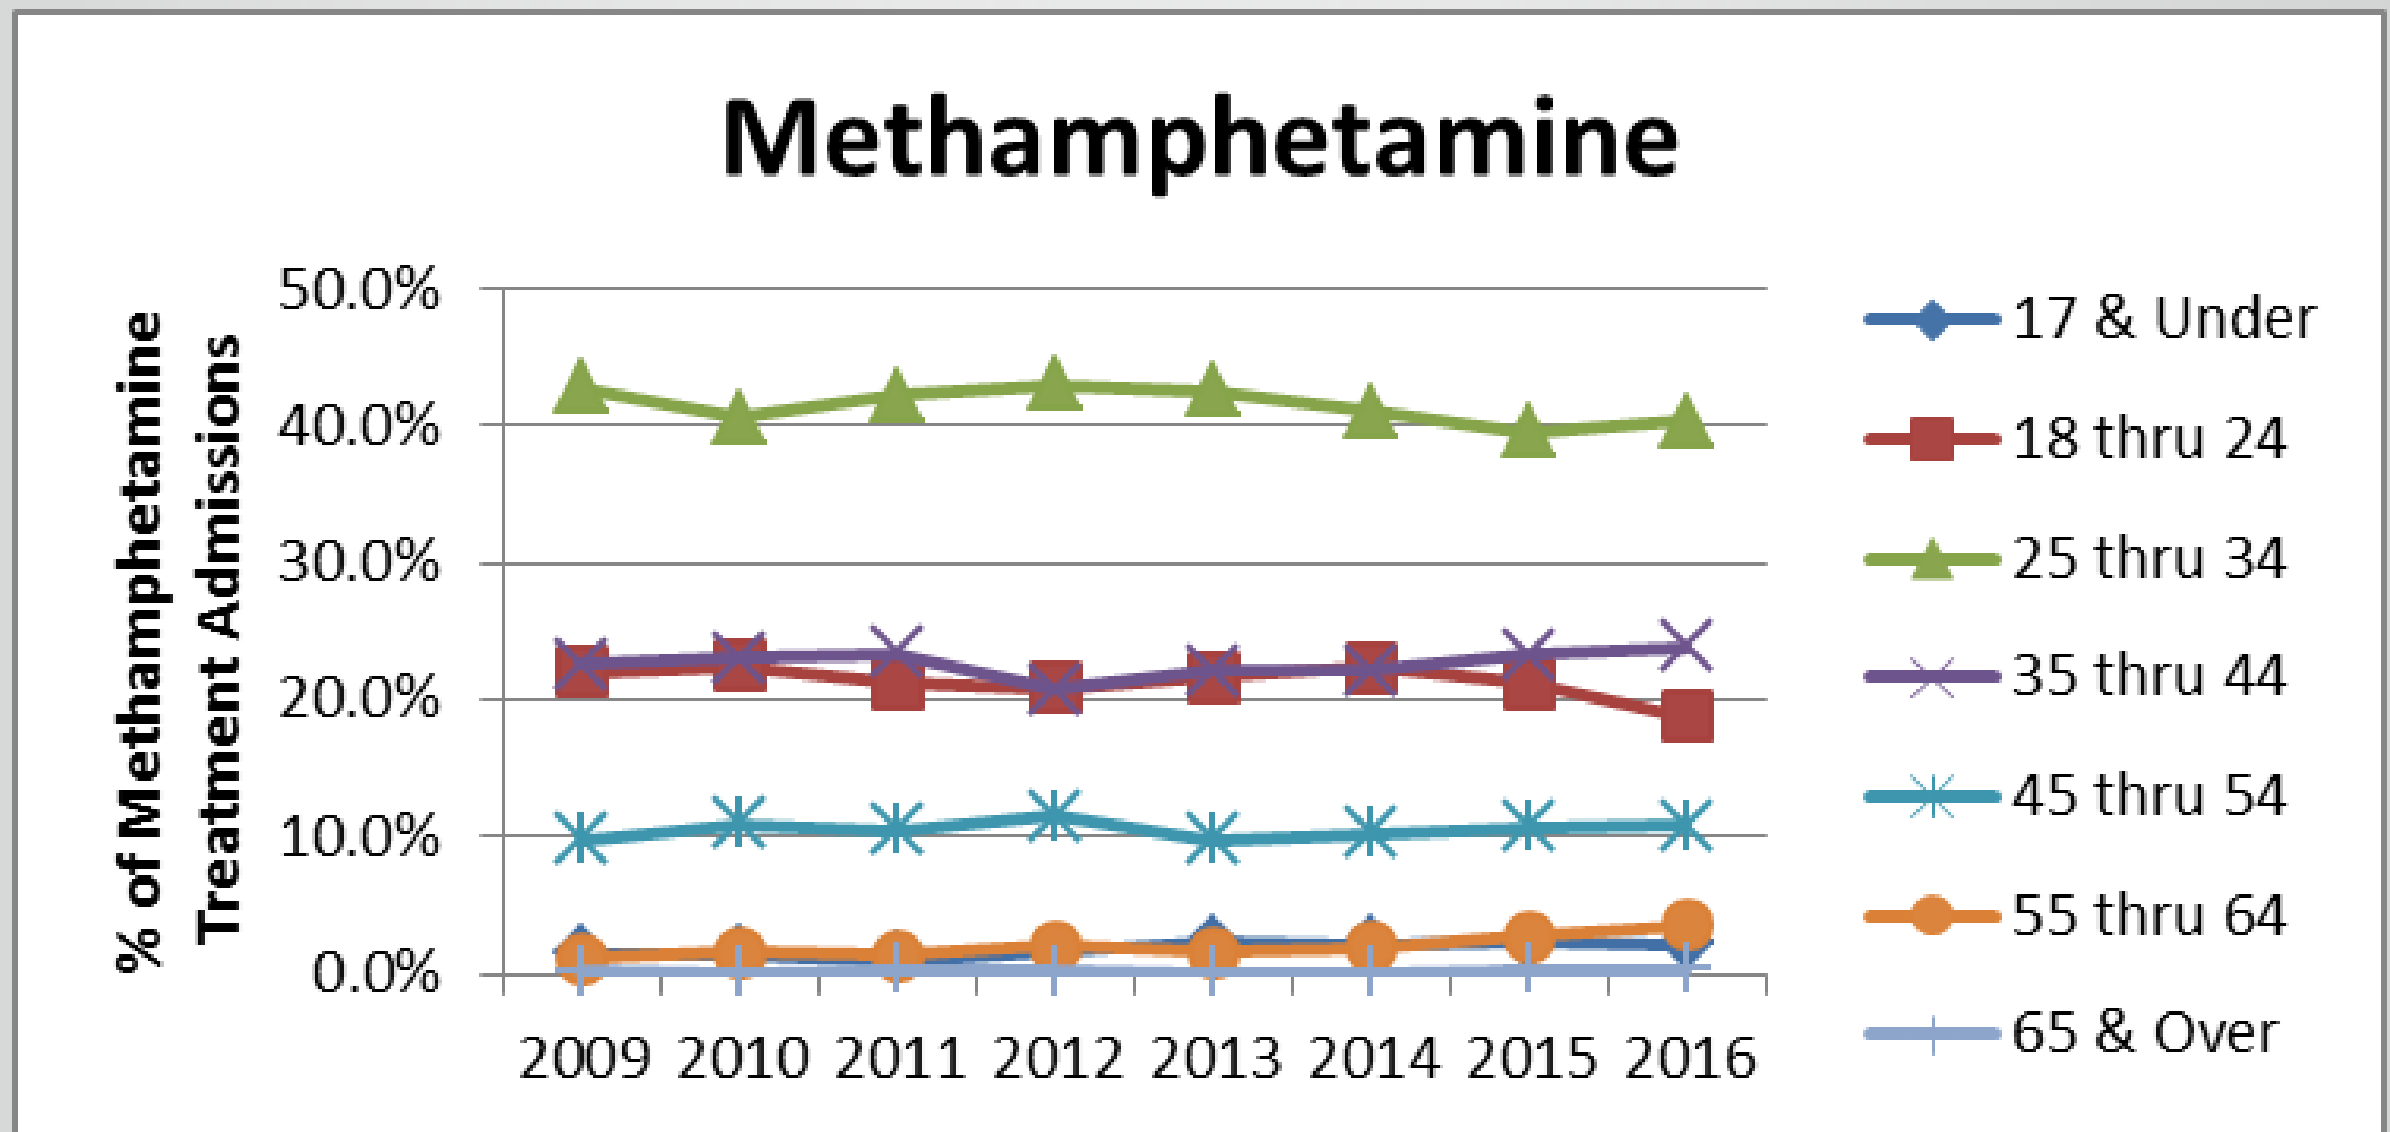 Methamphetamine
% of Methamphetamine
Treatment Admissions
50.0%
40.0%
30.0%
20.0%
10.0%
0.0%
2009 2010 2011 2012 2013 2014 2015 2016
17 & Under
18 thru 24
25 thru 34
35 thru 44
45 thru 54
55 thru 64
65 & Over